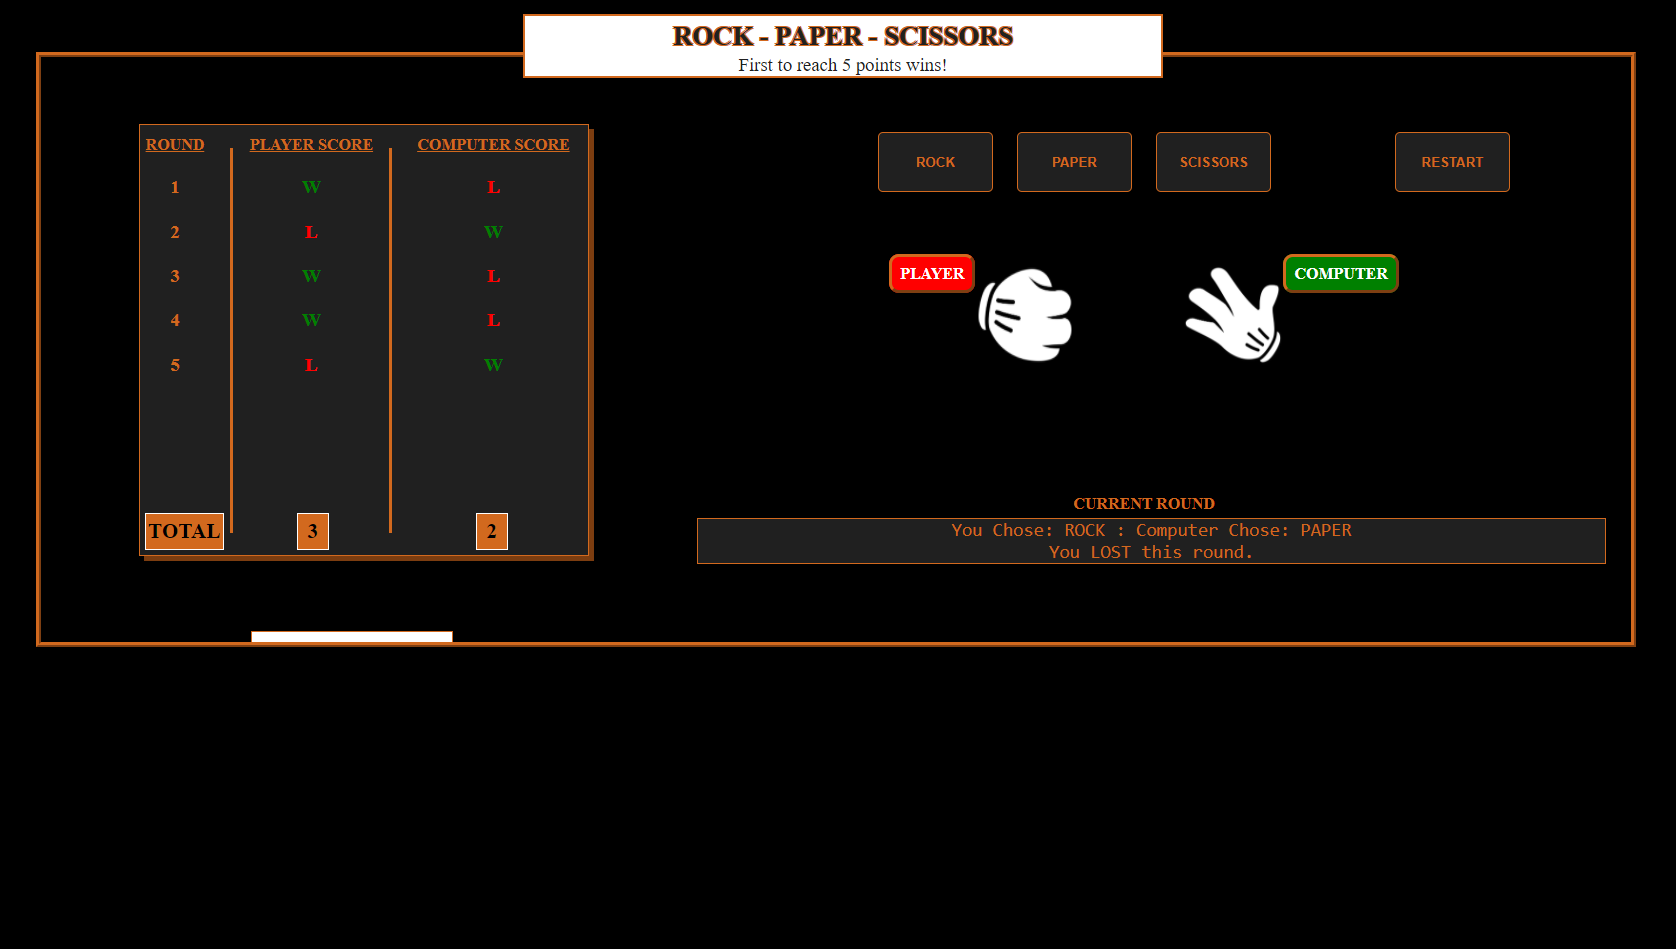 ROCK - PAPER - SCISSORS
First to reach 5 points wins!
ROUND PLAYER SCORE COMPUTER SCORE
1 W L
2 L W
3 W L
4 W L
5 L W
TOTAL 3 2
ROCK PAPER SCISSORS RESTART
PLAYER COMPUTER
CURRENT ROUND
You Chose: ROCK : Computer Chose: PAPER
You LOST this round.